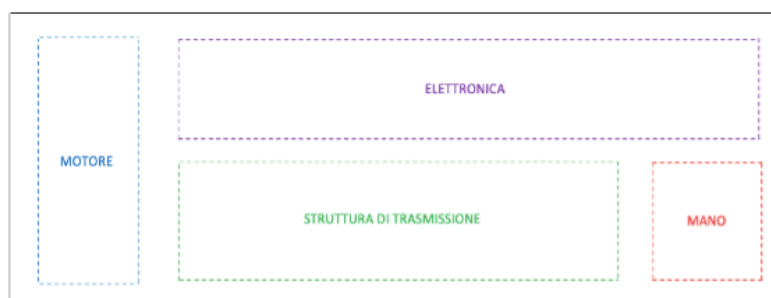 ELETTRONICA
MOTORE
STRUTTURA DI TRASMISSIONE
MANO